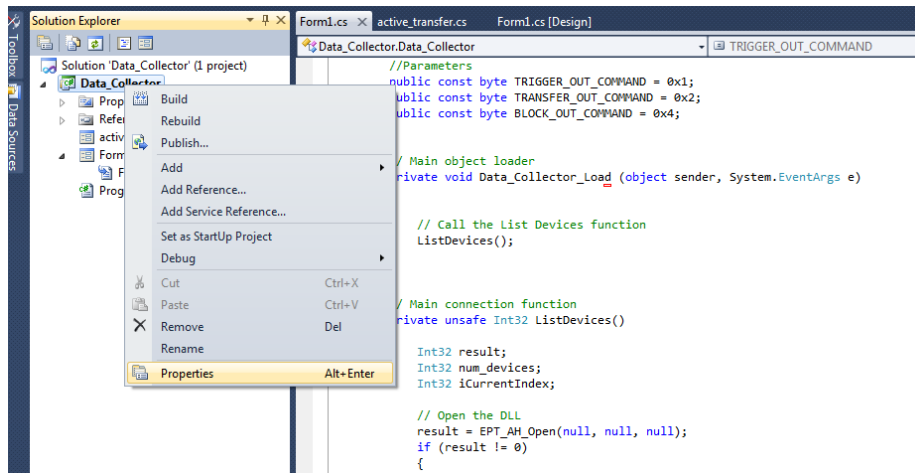 Toolbox
Data Sources
Solution Explorer
Solution 'Data_Collector' (1 project)
Data_Collector
Prop
Refe
activ
Form
F
Prog
Build
Rebuild
Publish...
Add
Add Reference...
Add Service Reference...
Set as StartUp Project
Debug
Cut Ctrl+X
Paste Ctrl+V
Remove Del
Rename
Properties Alt+Enter
Form1.cs active_transfer.cs Form1.cs [Design]
Data_Collector.Data_Collector TRIGGER_OUT_COMMAND
//Parameters
public const byte TRIGGER_OUT_COMMAND = 0x1;
ublic const byte TRANSFER_OUT_COMMAND = 0x2;
ublic const byte BLOCK_OUT_COMMAND = 0x4;
/ Main object loader
rivate void Data_Collector_Load (object sender, System.EventArgs e)
// Call the List Devices function
ListDevices();
/ Main connection function
rivate unsafe Int32 ListDevices()
Int32 result;
Int32 num_devices;
Int32 iCurrentIndex;
// Open the DLL
result = EPT_AH_Open(null, null, null);
if (result != 0)
{